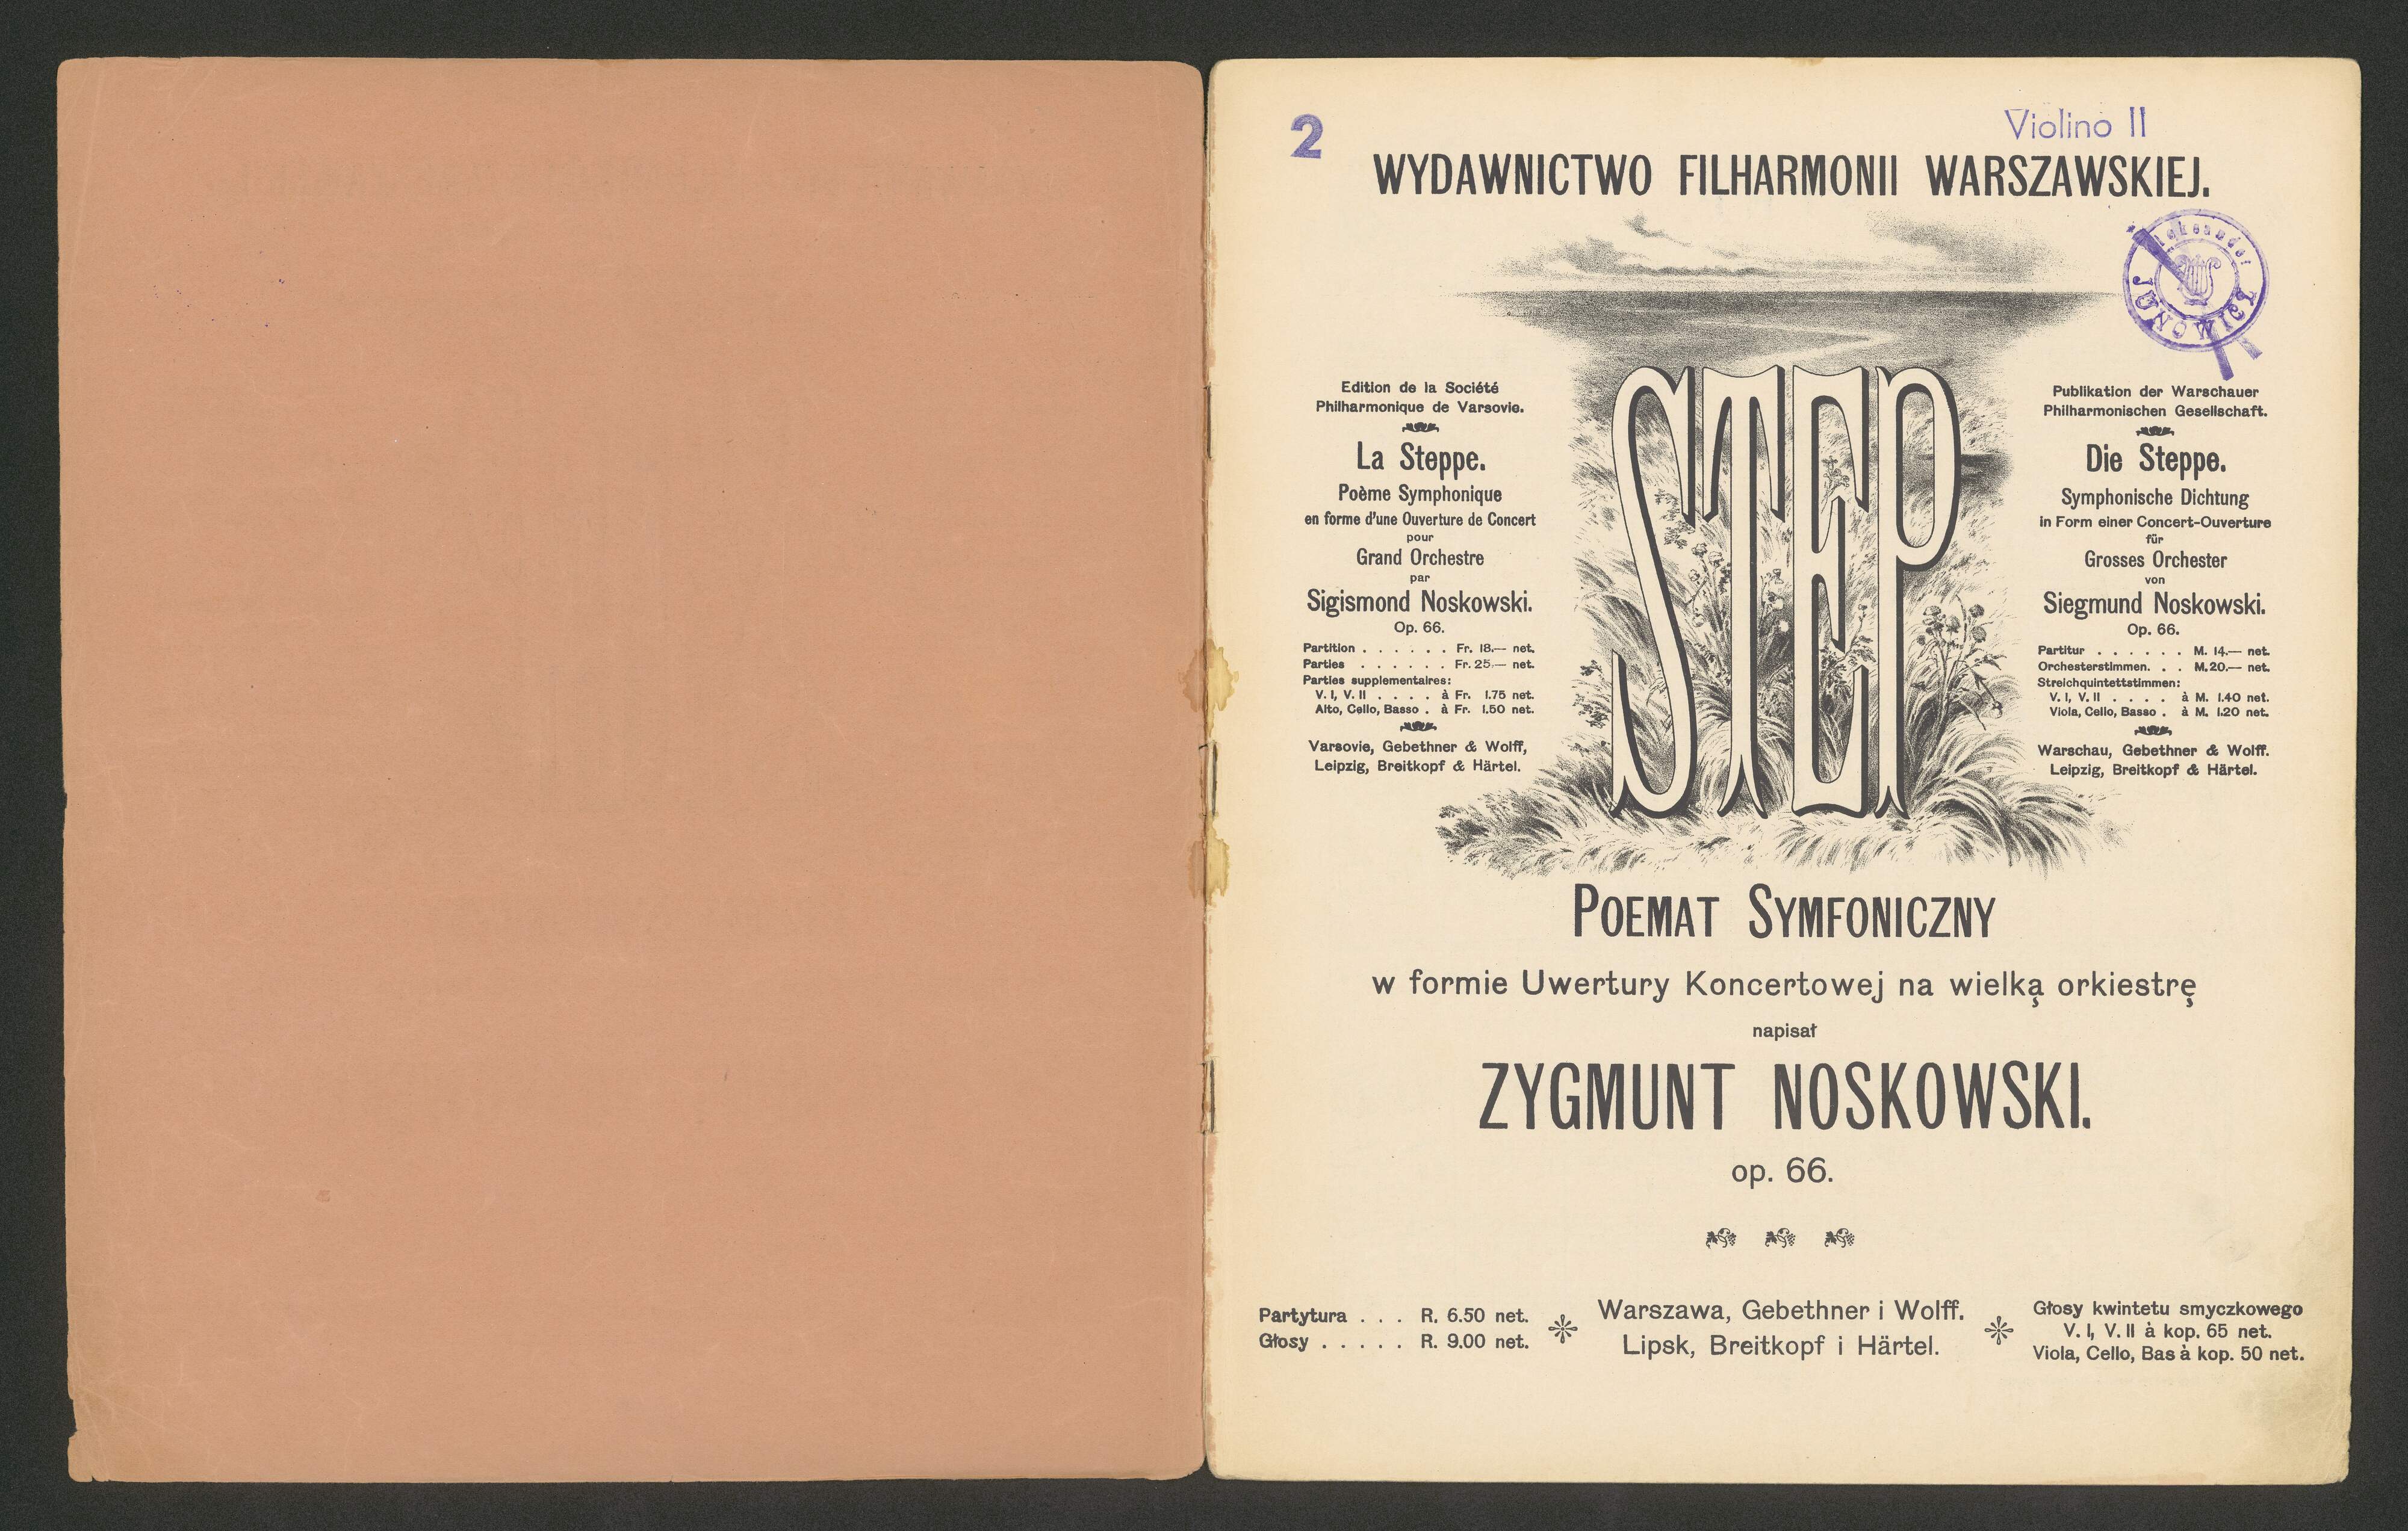 2
Violino II
WYDAWNICTWO FILHARMONII WARSZAWSKIEJ.
JUNOWICZ
Edition de la Société
Philharmonique de Varsovie.
La Steppe.
Poème Symphonique
en forme d'une Ouverture de Concert
pour
Grand Orchestre
par
Sigismond Noskowski.
Op. 66.
Partition . . . . . . Fr. 18.— net.
Parties . . . . . . Fr. 25.— net.
Parties supplementaires:
V. I, V. II . . . . à Fr. 1.75 net.
Alto, Cello, Basso . à Fr. 1.50 net.
Varsovie, Gebethner & Wolff,
Leipzig, Breitkopf & Härtel.
STEP
Publikation der Warschauer
Philharmonischen Gesellschaft.
Die Steppe.
Symphonische Dichtung
in Form einer Concert-Ouverture
für
Grosses Orchester
von
Siegmund Noskowski.
Op. 66.
Partitur . . . . . . M. 14.— net.
Orchesterstimmen. . . M. 20.— net.
Streichquintettstimmen:
V. I, V. II . . . . à M. 1.40 net.
Viola, Cello, Basso . à M. 1.20 net.
Warschau, Gebethner & Wolff.
Leipzig, Breitkopf & Härtel.
POEMAT SYMFONICZNY
w formie Uwertury Koncertowej na wielką orkiestrę
napisał
ZYGMUNT NOSKOWSKI.
op. 66.
Partytura . . . R. 6.50 net.
Głosy . . . . . R. 9.00 net.
Warszawa, Gebethner i Wolff.
Lipsk, Breitkopf i Härtel.
Głosy kwintetu smyczkowego
V. I, V. II à kop. 65 net.
Viola, Cello, Bas à kop. 50 net.